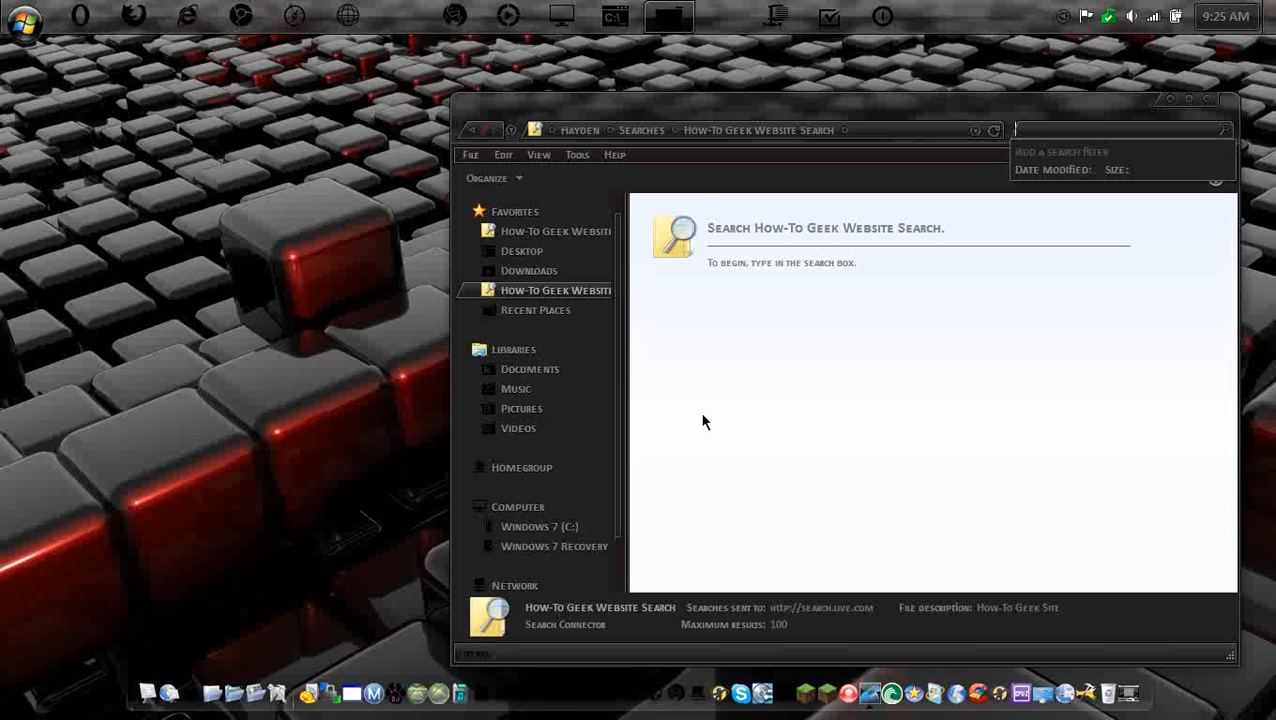 C:\_
9:25 AM
HAYDEN SEARCHES HOW-TO GEEK WEBSITE SEARCH
FILE EDIT VIEW TOOLS HELP
ADD A SEARCH FILTER
DATE MODIFIED: SIZE:
ORGANIZE
FAVORITES
HOW-TO GEEK WEBSIT
DESKTOP
DOWNLOADS
HOW-TO GEEK WEBSIT
RECENT PLACES
LIBRARIES
DOCUMENTS
MUSIC
PICTURES
VIDEOS
HOMEGROUP
COMPUTER
WINDOWS 7 (C:)
WINDOWS 7 RECOVERY
NETWORK
SEARCH HOW-TO GEEK WEBSITE SEARCH.
TO BEGIN, TYPE IN THE SEARCH BOX.
HOW-TO GEEK WEBSITE SEARCH SEARCHES SENT TO: HTTP://SEARCH.LIVE.COM FILE DESCRIPTION: HOW-TO GEEK SITE
SEARCH CONNECTOR MAXIMUM RESULTS: 100